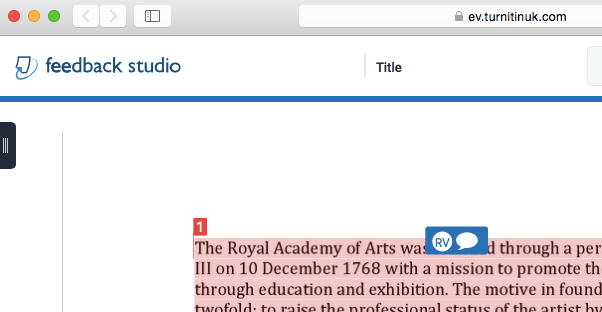 ev.turnitinuk.com
feedback studio
Title
1
RV
The Royal Academy of Arts was d through a per
III on 10 December 1768 with a mission to promote th
through education and exhibition. The motive in found
twofold: to raise the professional status of the artist by